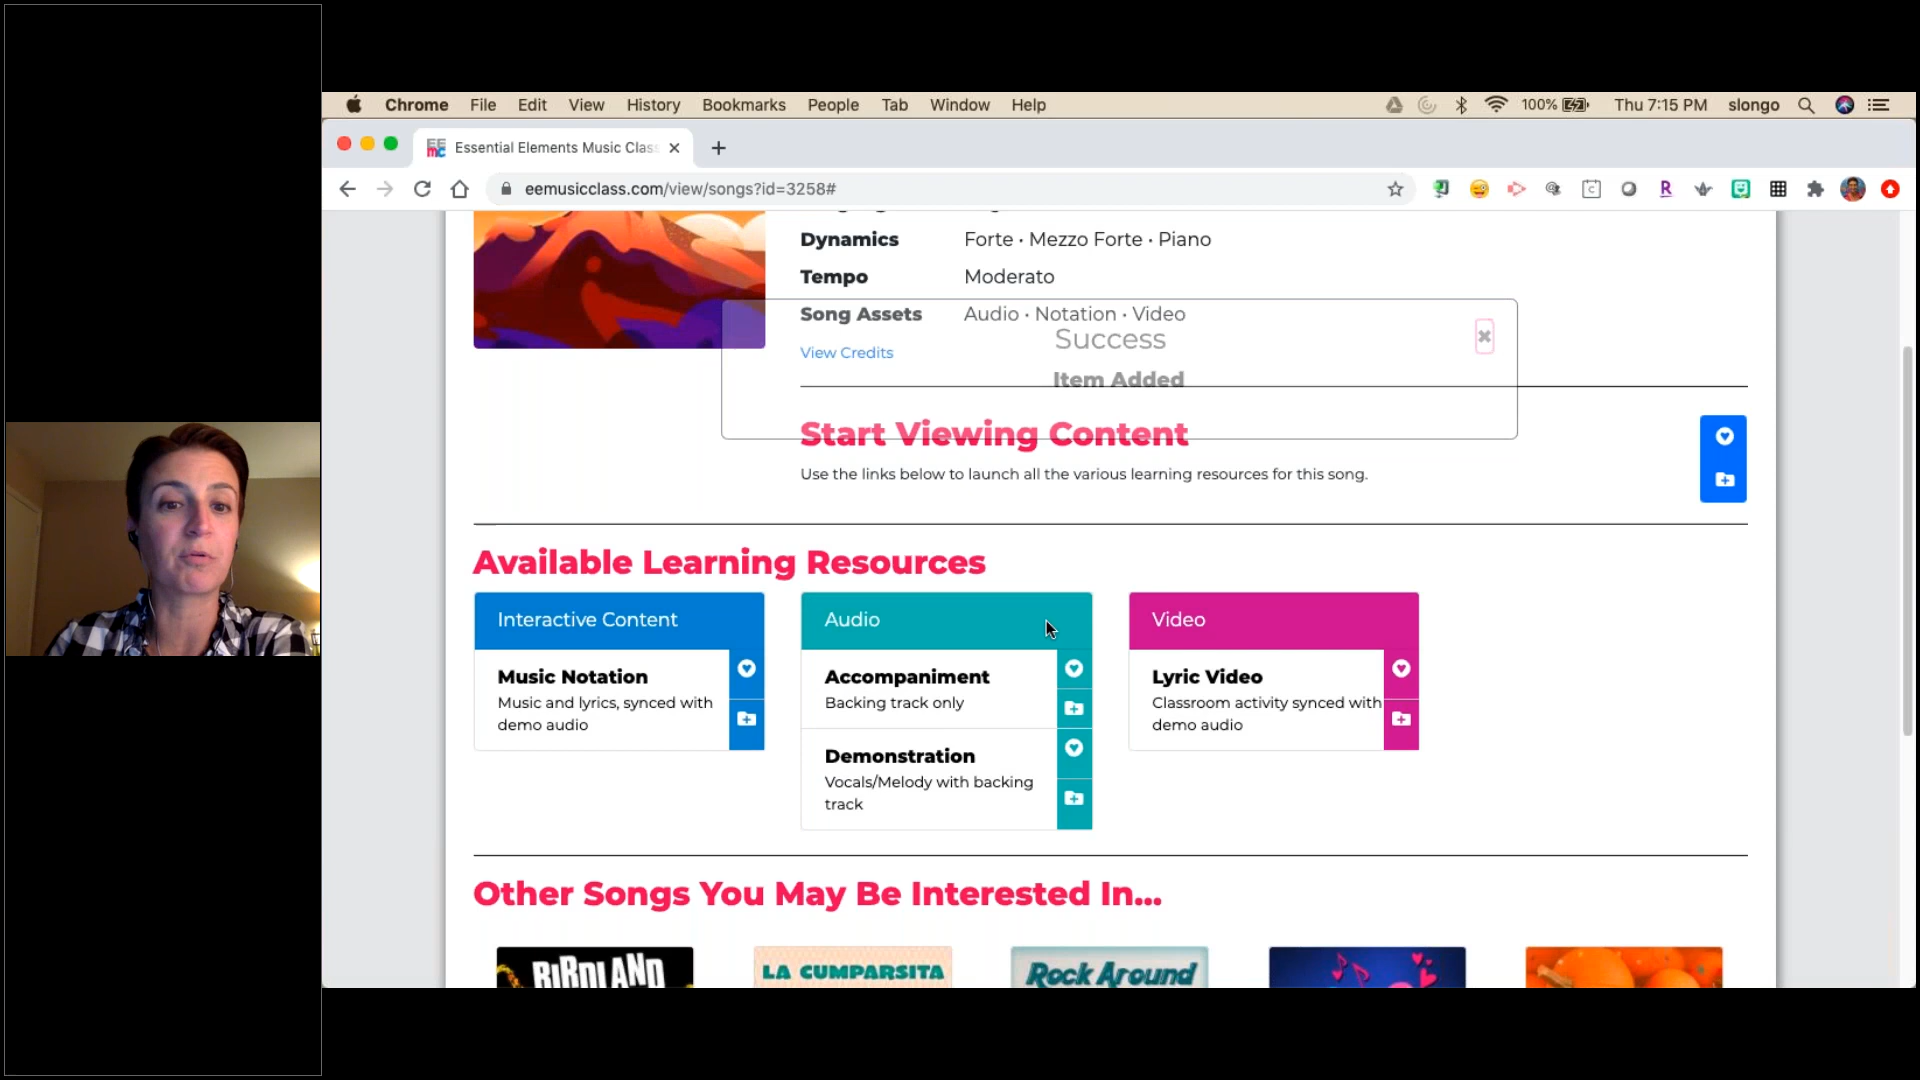 Chrome File Edit View History Bookmarks People Tab Window Help 100% Thu 7:15 PM slongo
Essential Elements Music Clas
eemusicclass.com/view/songs?id=3258#
Dynamics Forte • Mezzo Forte • Piano
Tempo Moderato
Song Assets Audio • Notation • Video
Success
View Credits
Item Added
Start Viewing Content
Use the links below to launch all the various learning resources for this song.
Available Learning Resources
Interactive Content
Music Notation
Music and lyrics, synced with
demo audio
Audio
Accompaniment
Backing track only
Demonstration
Vocals/Melody with backing
track
Video
Lyric Video
Classroom activity synced with
demo audio
Other Songs You May Be Interested In...
BIRDLAND
LA CUMPARSITA
Rock Around